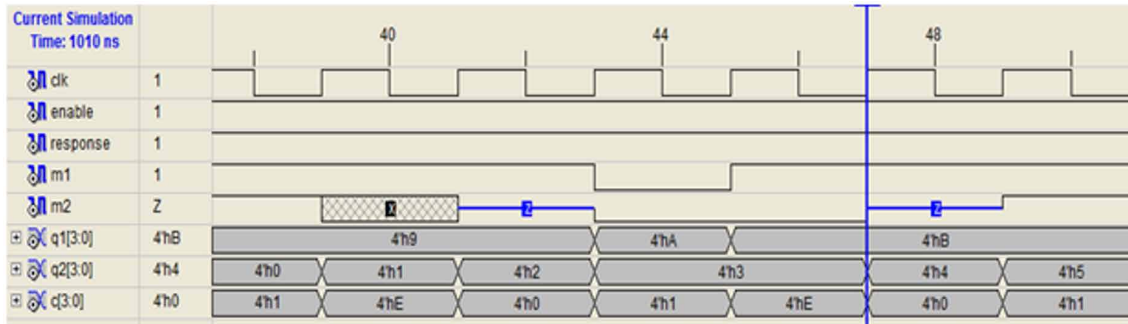 Current Simulation
Time: 1010 ns
40 44 48
clk 1
enable 1
response 1
m1 1
m2 Z X Z Z
q1[3:0] 4'hB 4'h9 4'hA 4'hB
q2[3:0] 4'h4 4'h0 4'h1 4'h2 4'h3 4'h4 4'h5
c[3:0] 4'h0 4'h1 4'hE 4'h0 4'h1 4'hE 4'h0 4'h1